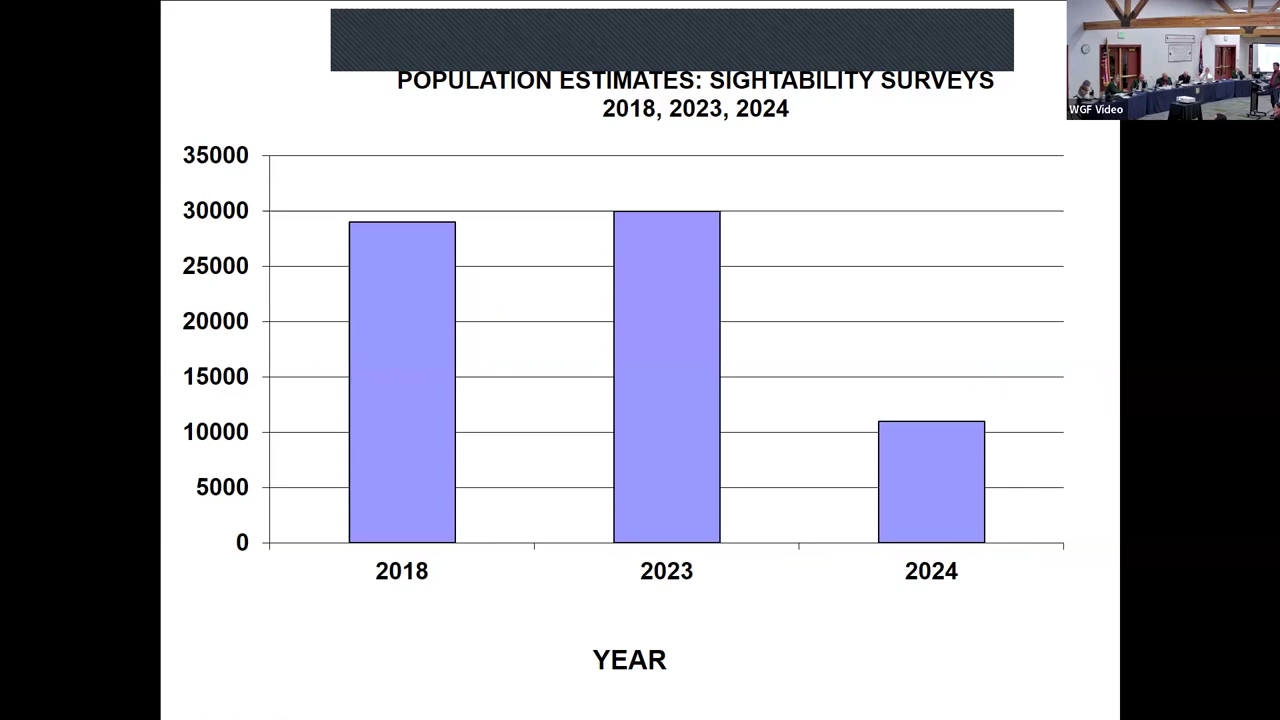 POPULATION ESTIMATES: SIGHTABILITY SURVEYS
2018, 2023, 2024
WGF Video
35000
30000
25000
20000
15000
10000
5000
0
2018 2023 2024
YEAR